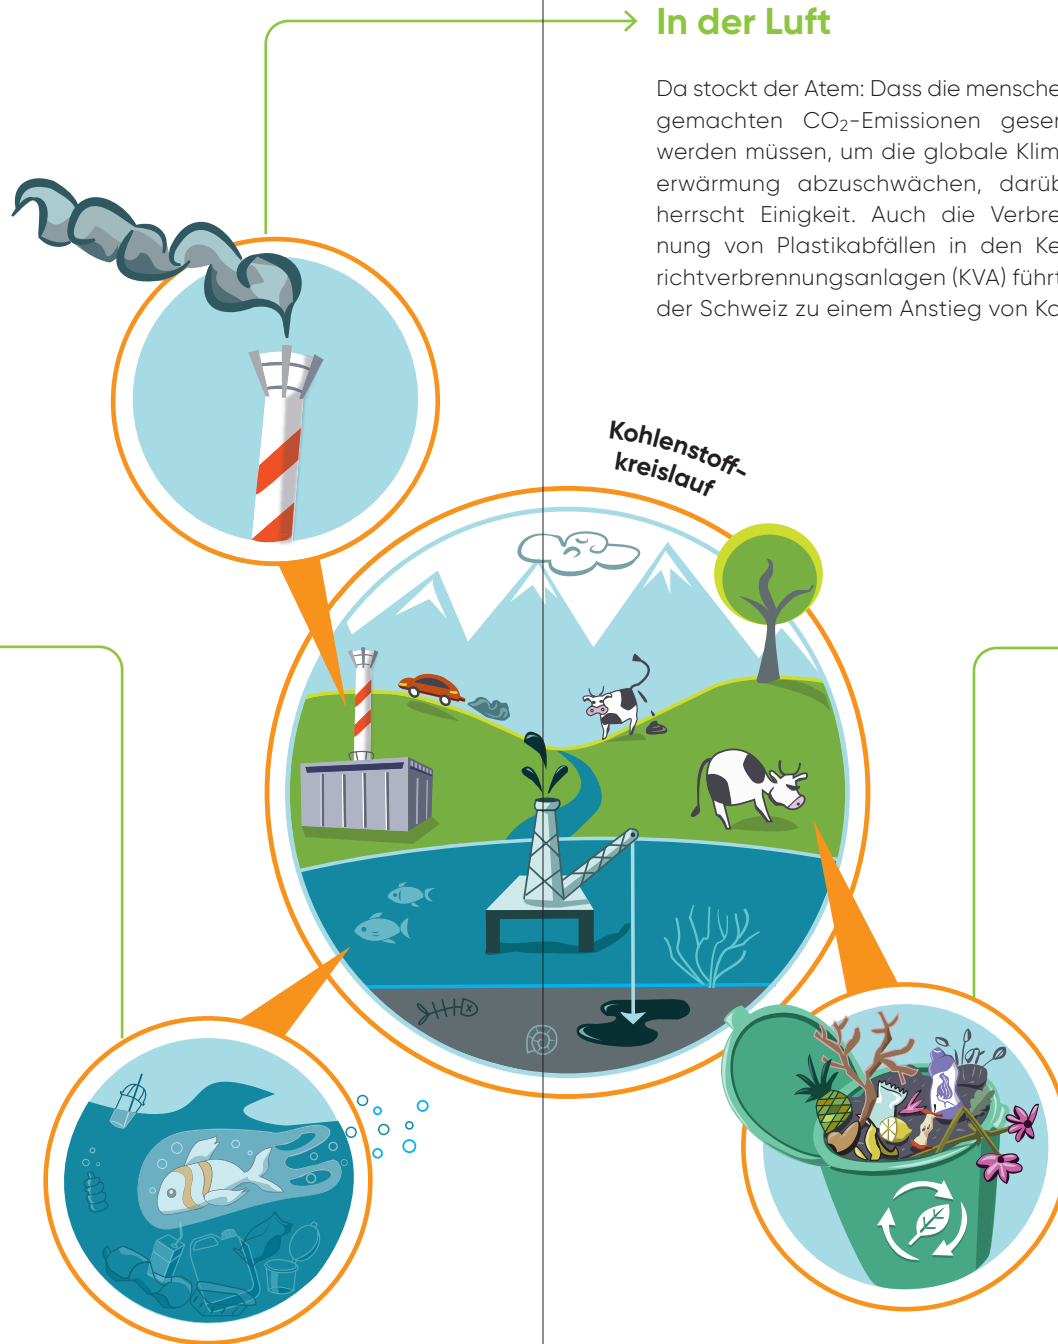 In der Luft
Da stockt der Atem: Dass die mensche
gemachten CO₂-Emissionen geser
werden müssen, um die globale Klim
erwärmung abzuschwächen, darüb
herrscht Einigkeit. Auch die Verbre
nung von Plastikabfällen in den Ke
richtverbrennungsanlagen (KVA) führt
der Schweiz zu einem Anstieg von Ko
Kohlenstoff-
kreislauf